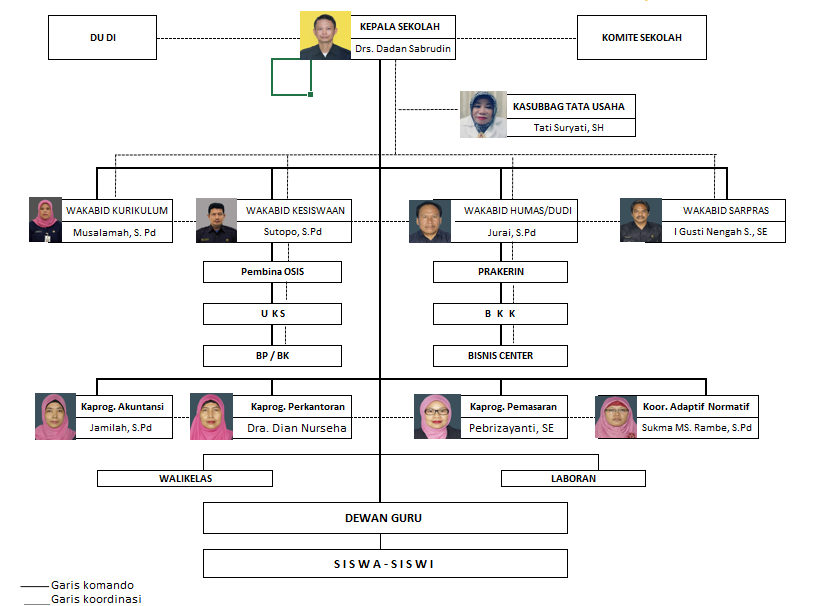 DU DI
KEPALA SEKOLAH
Drs. Dadan Sabrudin
KOMITE SEKOLAH
KASUBBAG TATA USAHA
Tati Suryati, SH
WAKABID KURIKULUM
Musalamah, S. Pd
WAKABID KESISWAAN
Sutopo, S.Pd
WAKABID HUMAS/DUDI
Jurai, S.Pd
WAKABID SARPRAS
I Gusti Nengah S., SE
Pembina OSIS
PRAKERIN
U K S
B K K
BP / BK
BISNIS CENTER
Kaprog. Akuntansi
Jamilah, S.Pd
Kaprog. Perkantoran
Dra. Dian Nurseha
Kaprog. Pemasaran
Pebrizayanti, SE
Koor. Adaptif Normatif
Sukma MS. Rambe, S.Pd
WALIKELAS
LABORAN
DEWAN GURU
S I S W A - S I S W I
Garis komando
Garis koordinasi